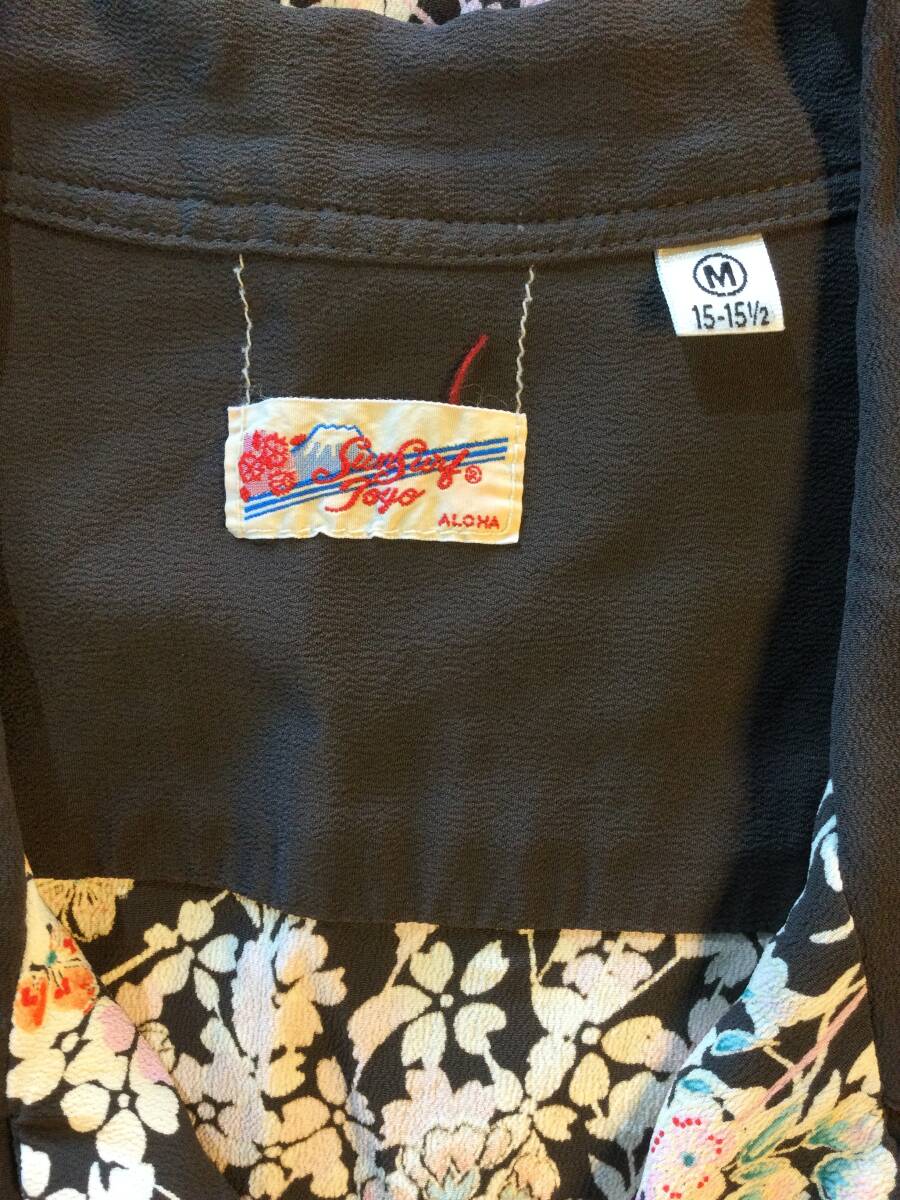 M
15-15½
Sun Surf®
Toyo
ALOHA